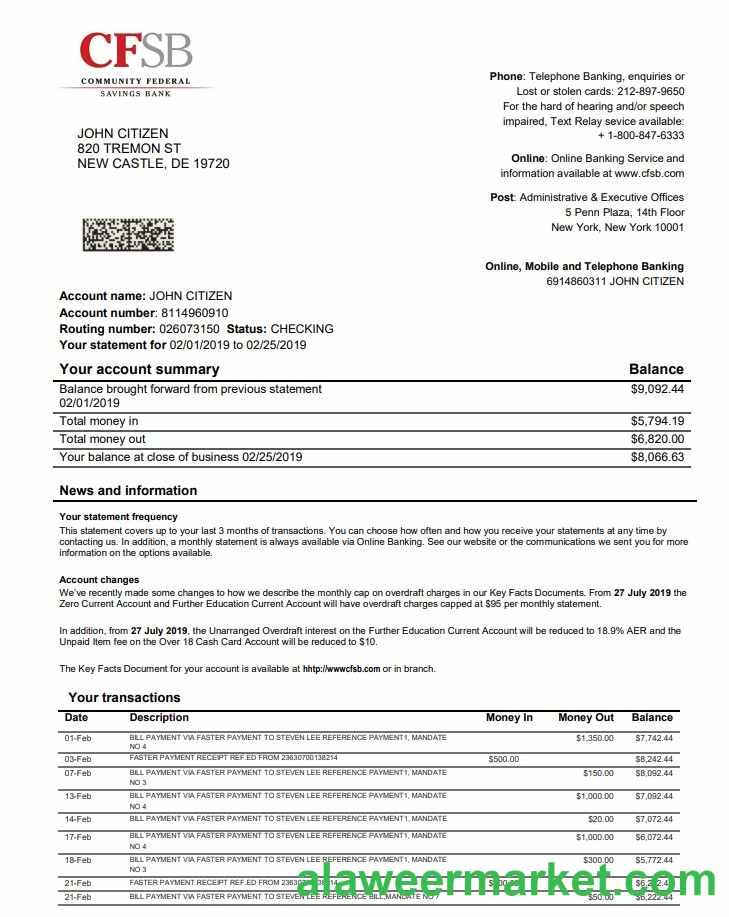 CFSB
COMMUNITY FEDERAL
SAVINGS BANK
Phone: Telephone Banking, enquiries or
Lost or stolen cards: 212-897-9650
For the hard of hearing and/or speech
impaired, Text Relay sevice available:
+ 1-800-847-6333
Online: Online Banking Service and
information available at www.cfsb.com
Post: Administrative & Executive Offices
5 Penn Plaza, 14th Floor
New York, New York 10001
JOHN CITIZEN
820 TREMON ST
NEW CASTLE, DE 19720
Online, Mobile and Telephone Banking
6914860311 JOHN CITIZEN
Account name: JOHN CITIZEN
Account number: 8114960910
Routing number: 026073150 Status: CHECKING
Your statement for 02/01/2019 to 02/25/2019
Your account summary Balance
Balance brought forward from previous statement $9,092.44
02/01/2019
Total money in $5,794.19
Total money out $6,820.00
Your balance at close of business 02/25/2019 $8,066.63
News and information
Your statement frequency
This statement covers up to your last 3 months of transactions. You can choose how often and how you receive your statements at any time by
contacting us. In addition, a monthly statement is always available via Online Banking. See our website or the communications we sent you for more
information on the options available.
Account changes
We've recently made some changes to how we describe the monthly cap on overdraft charges in our Key Facts Documents. From 27 July 2019 the
Zero Current Account and Further Education Current Account will have overdraft charges capped at $95 per monthly statement.
In addition, from 27 July 2019, the Unarranged Overdraft interest on the Further Education Current Account will be reduced to 18.9% AER and the
Unpaid Item fee on the Over 18 Cash Card Account will be reduced to $10.
The Key Facts Document for your account is available at hhtp://wwwcfsb.com or in branch.
Your transactions
Date Description Money In Money Out Balance
01-Feb BILL PAYMENT VIA FASTER PAYMENT TO STEVEN LEE REFERENCE PAYMENT1, MANDATE $1,350.00 $7,742.44
NO 4
03-Feb FASTER PAYMENT RECEIPT REF.ED FROM 23630700138214 $500.00 $8,242.44
07-Feb BILL PAYMENT VIA FASTER PAYMENT TO STEVEN LEE REFERENCE PAYMENT1, MANDATE $150.00 $8,092.44
NO 3
13-Feb BILL PAYMENT VIA FASTER PAYMENT TO STEVEN LEE REFERENCE PAYMENT1, MANDATE $1,000.00 $7,092.44
NO 4
14-Feb BILL PAYMENT VIA FASTER PAYMENT TO STEVEN LEE REFERENCE PAYMENT1, MANDATE $20.00 $7,072.44
17-Feb BILL PAYMENT VIA FASTER PAYMENT TO STEVEN LEE REFERENCE PAYMENT1, MANDATE $1,000.00 $6,072.44
NO 4
18-Feb BILL PAYMENT VIA FASTER PAYMENT TO STEVEN LEE REFERENCE PAYMENT1, MANDATE $300.00 $5,772.44
NO 3
21-Feb FASTER PAYMENT RECEIPT REF.ED FROM
21-Feb BILL PAYMENT VIA FASTER PAYMENT TO STEVEN LEE REFERENCE BILL,MANDATE NO 7 $50.00 $6,222.44
alaweermarket.com